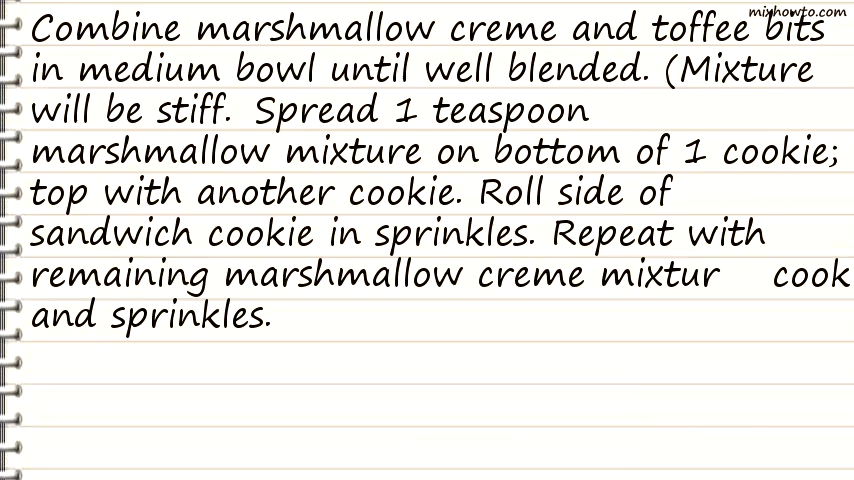 mixhowto.com
Combine marshmallow creme and toffee bits
in medium bowl until well blended. (Mixture
will be stiff. Spread 1 teaspoon
marshmallow mixture on bottom of 1 cookie;
top with another cookie. Roll side of
sandwich cookie in sprinkles. Repeat with
remaining marshmallow creme mixtur cook
and sprinkles.